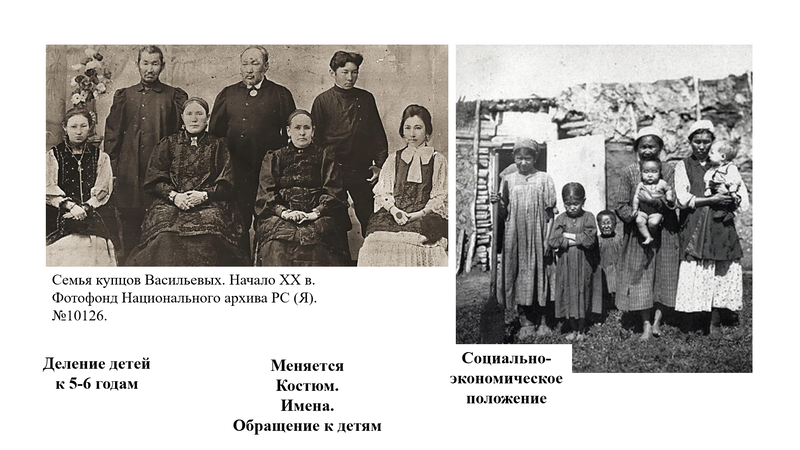 Семья купцов Васильевых. Начало XX в.
Фотофонд Национального архива РС (Я).
№10126.
Деление детей
к 5-6 годам
Меняется
Костюм.
Имена.
Обращение к детям
Социально-
экономическое
положение